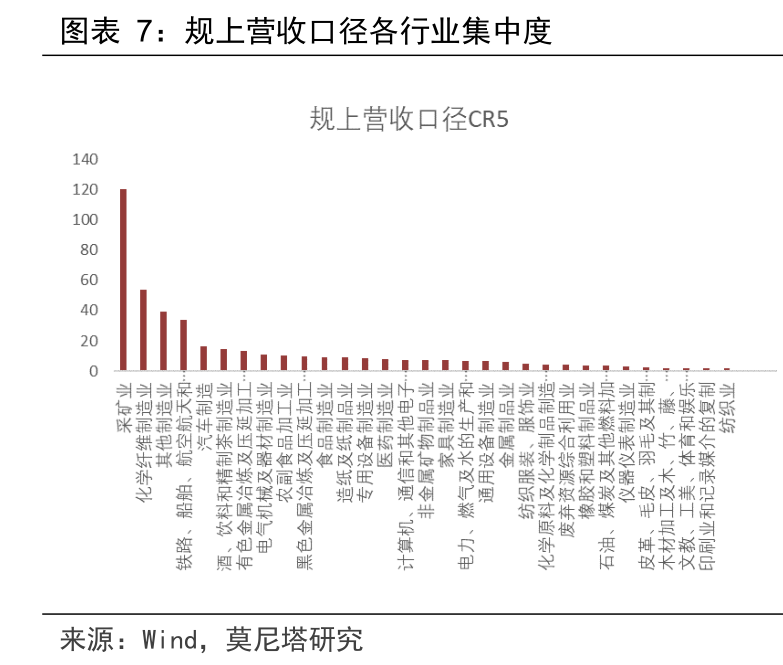 图表 7：规上营收口径各行业集中度
规上营收口径CR5
140
120
100
80
60
40
20
0
采矿业
化学纤维制造业
其他制造业
铁路、船舶、航空航天和…
汽车制造
酒、饮料和精制茶制造业
有色金属冶炼及压延加工…
电气机械及器材制造业
农副食品加工业
黑色金属冶炼及压延加工…
食品制造业
造纸及纸制品业
专用设备制造业
医药制造业
计算机、通信和其他电子…
非金属矿物制品业
家具制造业
电力、燃气及水的生产和…
通用设备制造业
金属制品业
纺织服装、服饰业
化学原料及化学制品制造…
废弃资源综合利用业
橡胶和塑料制品业
石油、煤炭及其他燃料加…
仪器仪表制造业
皮革、毛皮、羽毛及其制…
木材加工及木、竹、藤、…
文教、工美、体育和娱乐…
印刷业和记录媒介的复制
纺织业
来源：Wind，莫尼塔研究